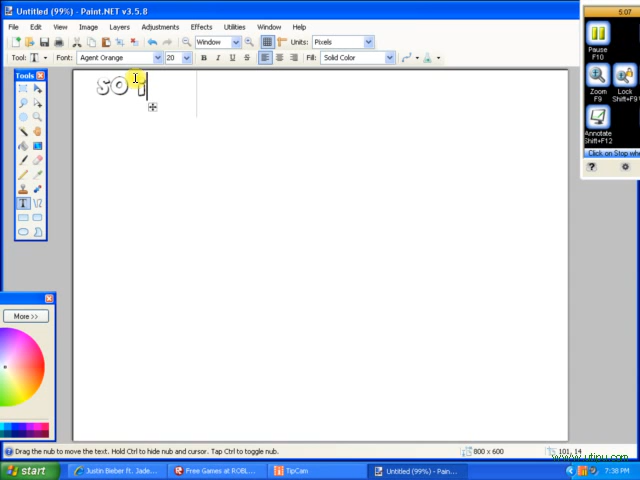 Untitled (99%) - Paint.NET v3.5.8
5:07
File Edit View Image Layers Adjustments Effects Utilities Window Help
Window Units: Pixels
Tool: T Font: Agent Orange 20 B I U S Fill: Solid Color
Pause
F10
Zoom
F9
Lock
Shift+F9
Annotate
Shift+F12
Click on Stop whe
Tools
so i
More >>
Drag the nub to move the text. Hold Ctrl to hide nub and cursor. Tap Ctrl to toggle nub.
800 x 600
101, 14
www.utipu.com
start
Justin Bieber ft. Jade...
Free Games at ROBL...
TipCam
Untitled (99%) - Pain...
7:38 PM